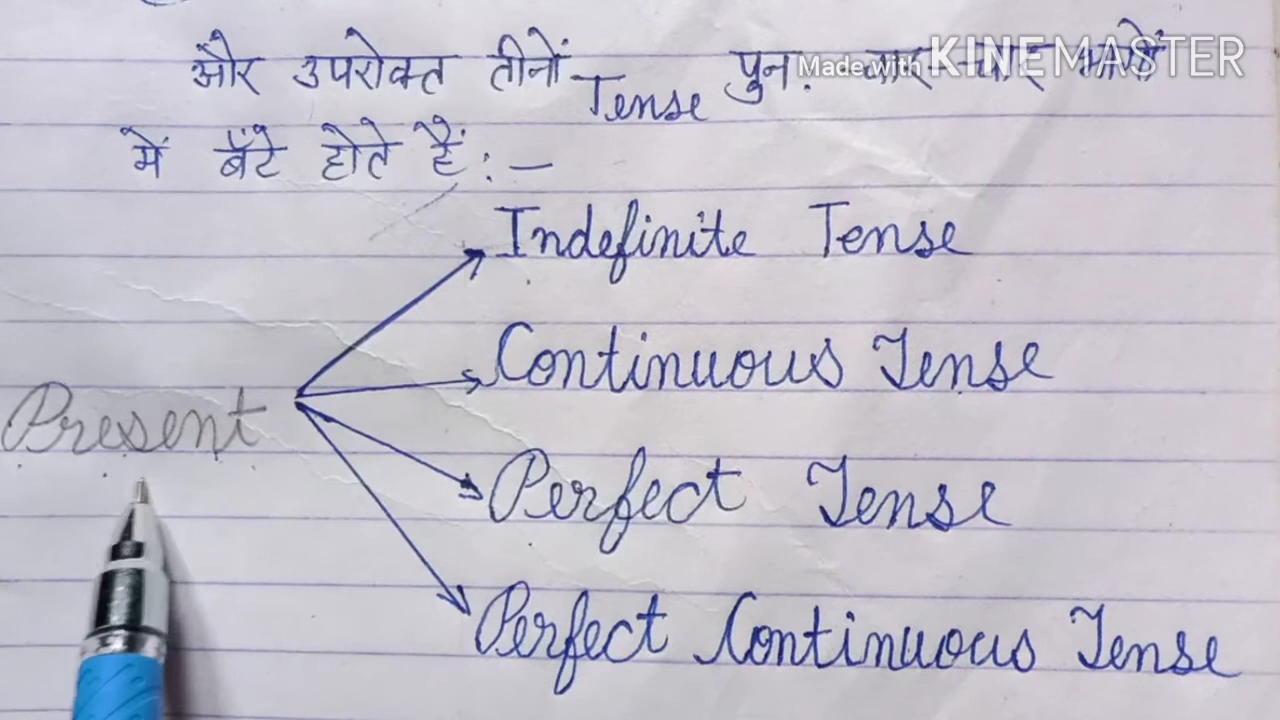 और उपरोक्त तीनों Tense पुन: चार-चार भागों
Made with KINEMASTER
में बँटे होते हैं:-
Indefinite Tense
Continuous Tense
Present
Perfect Tense
Perfect Continuous Tense